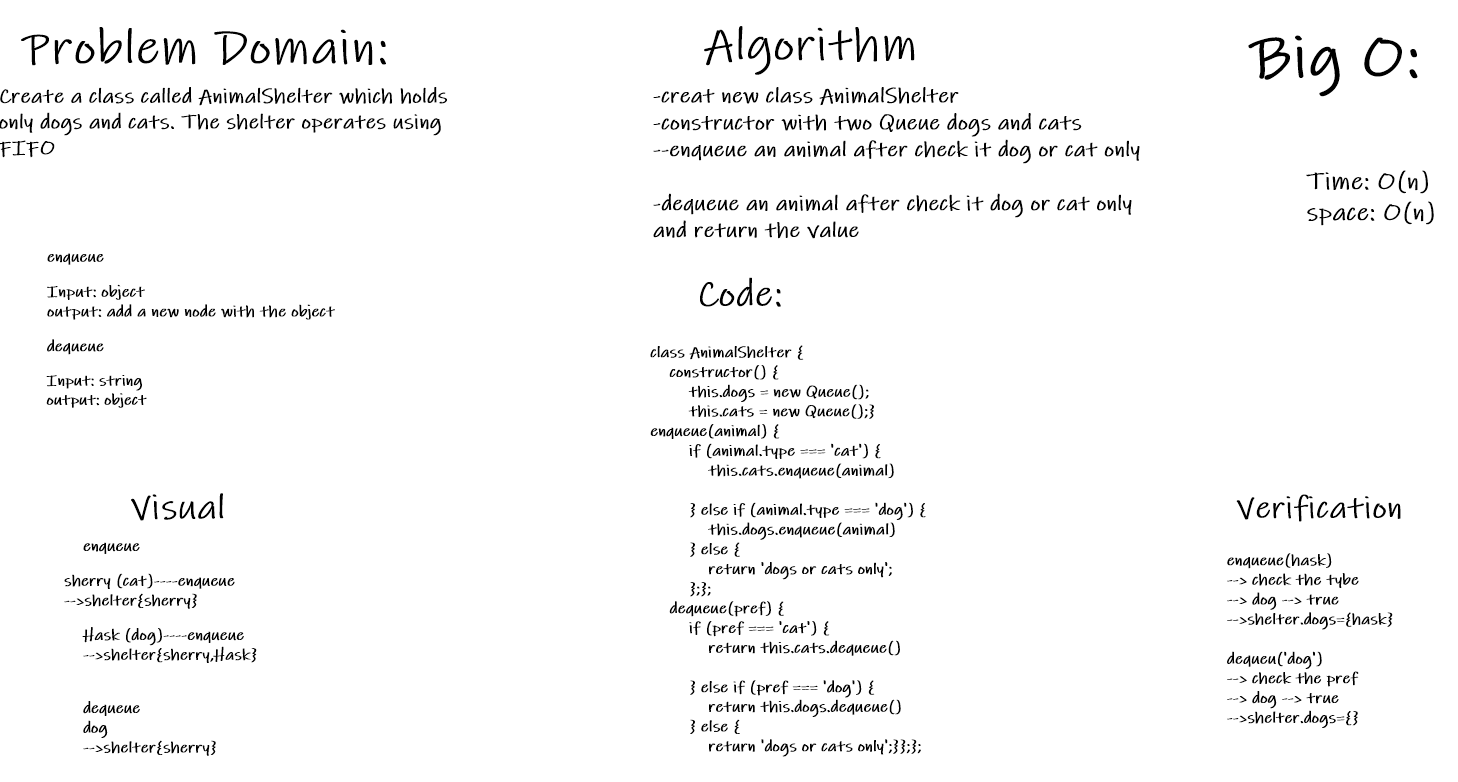 Problem Domain:
Create a class called AnimalShelter which holds
only dogs and cats. The shelter operates using
FIFO
enqueue
Input: object
output: add a new node with the object
dequeue
Input: string
output: object
Visual
enqueue
sherry (cat)----enqueue
-->shelter{sherry}
Hask (dog)----enqueue
-->shelter{sherry,Hask}
dequeue
dog
-->shelter{sherry}
Algorithm
-creat new class AnimalShelter
-constructor with two Queue dogs and cats
--enqueue an animal after check it dog or cat only
-dequeue an animal after check it dog or cat only
and return the value
Code:
class AnimalShelter {
constructor() {
this.dogs = new Queue();
this.cats = new Queue();}
enqueue(animal) {
if (animal.type === 'cat') {
this.cats.enqueue(animal)
} else if (animal.type === 'dog') {
this.dogs.enqueue(animal)
} else {
return 'dogs or cats only';
};};
dequeue(pref) {
if (pref === 'cat') {
return this.cats.dequeue()
} else if (pref === 'dog') {
return this.dogs.dequeue()
} else {
return 'dogs or cats only';}};};
Big O:
Time: O(n)
space: O(n)
Verification
enqueue(hask)
--> check the tybe
--> dog --> true
-->shelter.dogs={hask}
dequeu('dog')
--> check the pref
--> dog --> true
-->shelter.dogs={}